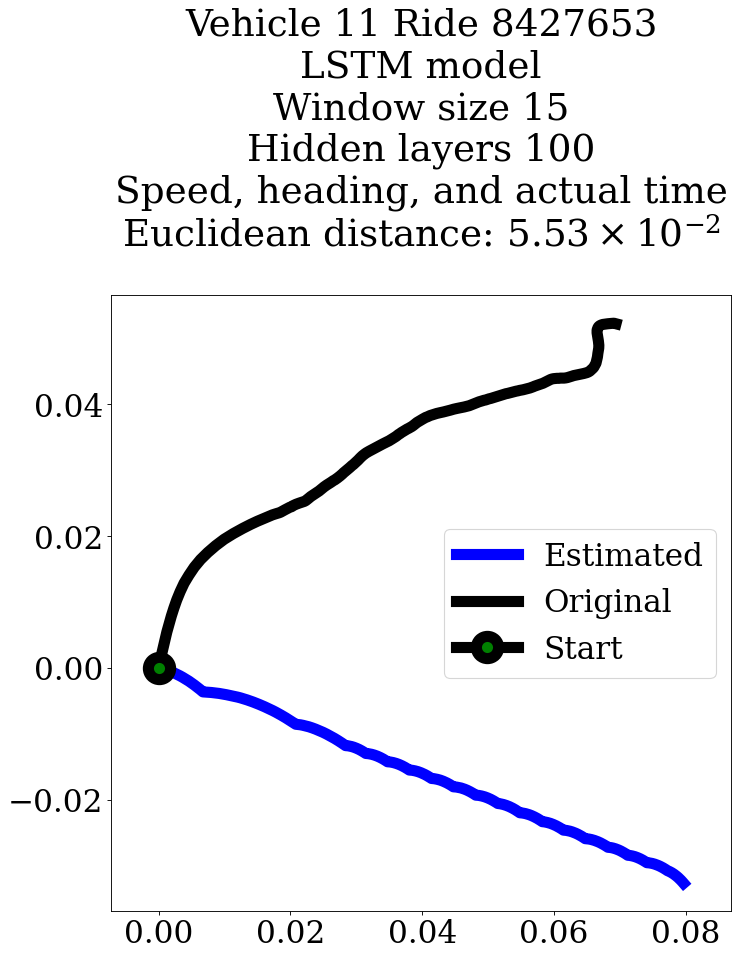 Vehicle 11 Ride 8427653
LSTM model
Window size 15
Hidden layers 100
Speed, heading, and actual time
Euclidean distance: 5.53 × 10⁻²
0.04
0.02
0.00
−0.02
Estimated
Original
Start
0.00 0.02 0.04 0.06 0.08